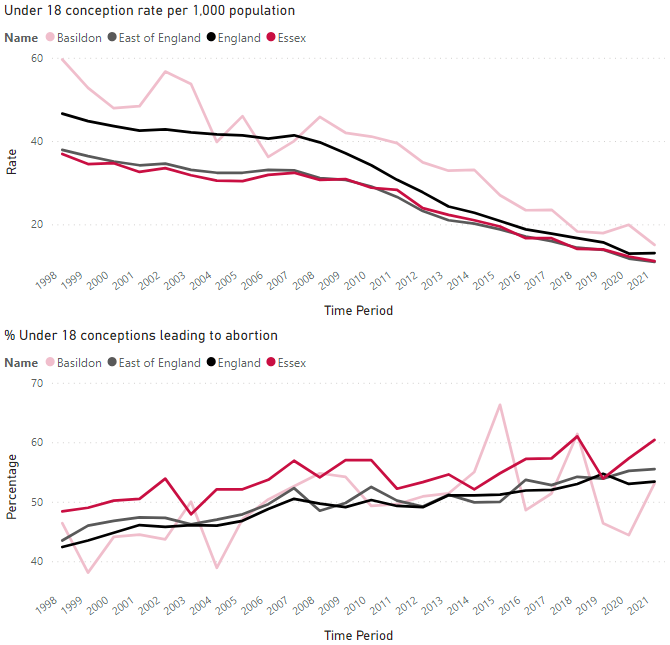 Under 18 conception rate per 1,000 population
Name Basildon East of England England Essex
60
40
20
Rate
1998 1999 2000 2001 2002 2003 2004 2005 2006 2007 2008 2009 2010 2011 2012 2013 2014 2015 2016 2017 2018 2019 2020 2021
Time Period
% Under 18 conceptions leading to abortion
Name Basildon East of England England Essex
70
60
50
40
Percentage
1998 1999 2000 2001 2002 2003 2004 2005 2006 2007 2008 2009 2010 2011 2012 2013 2014 2015 2016 2017 2018 2019 2020 2021
Time Period